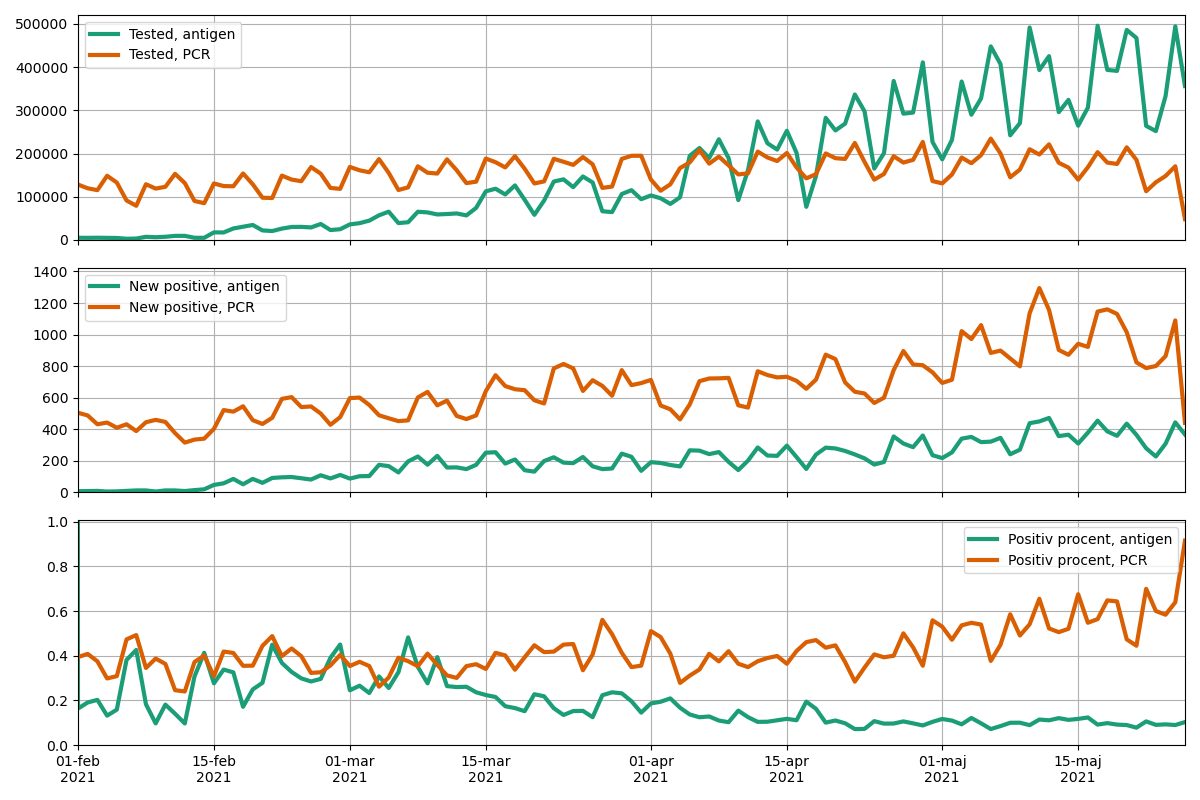 500000
400000
300000
200000
100000
0
Tested, antigen
Tested, PCR
1400
1200
1000
800
600
400
200
0
New positive, antigen
New positive, PCR
1.0
0.8
0.6
0.4
0.2
0.0
Positiv procent, antigen
Positiv procent, PCR
01-feb
2021
15-feb
2021
01-mar
2021
15-mar
2021
01-apr
2021
15-apr
2021
01-maj
2021
15-maj
2021